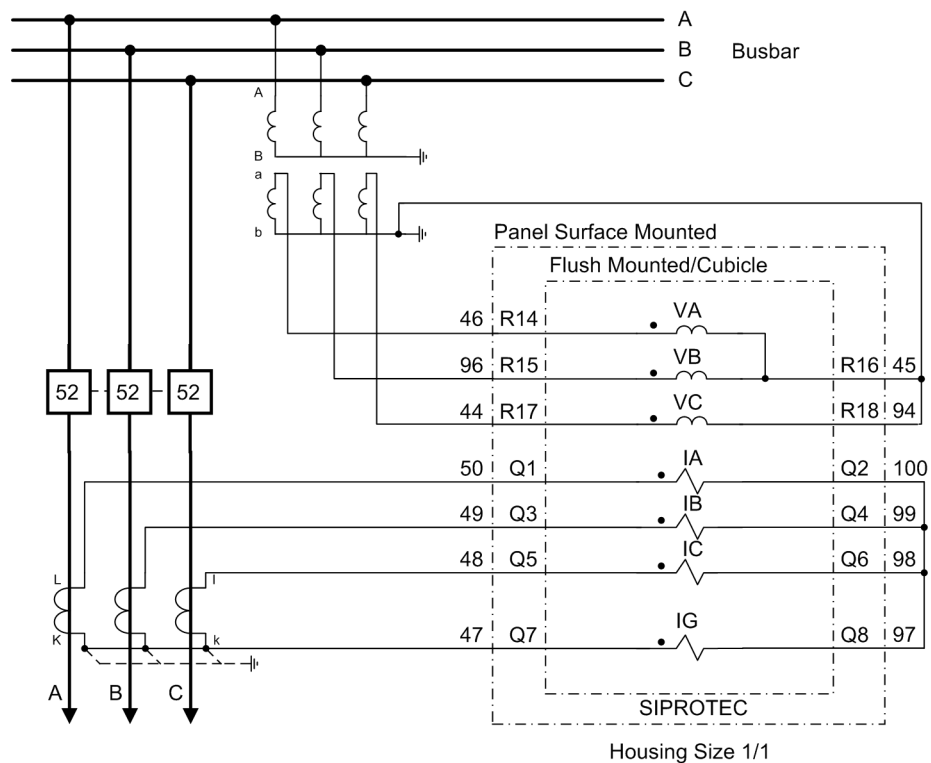 A
B Busbar
C
A
B
a
b
Panel Surface Mounted
Flush Mounted/Cubicle
VA
46 R14
VB
96 R15 R16 45
52 52 52
VC
44 R17 R18 94
IA
50 Q1 Q2 100
IB
49 Q3 Q4 99
IC
48 Q5 Q6 98
L l
IG
K k
47 Q7 Q8 97
A B C
SIPROTEC
Housing Size 1/1